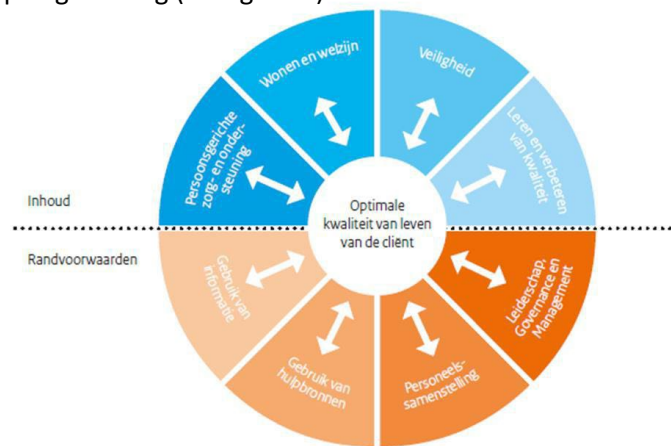 Wonen en welzijn
Veiligheid
Persoonsgerichte
zorg- en onder-
steuning
Leren en verbeteren
van kwaliteit
Inhoud
Optimale
kwaliteit van leven
van de cliënt
Randvoorwaarden
Gebruik van
informatie
Leiderschap,
Governance en
Management
Gebruik van
hulpbronnen
Personeels-
samenstelling